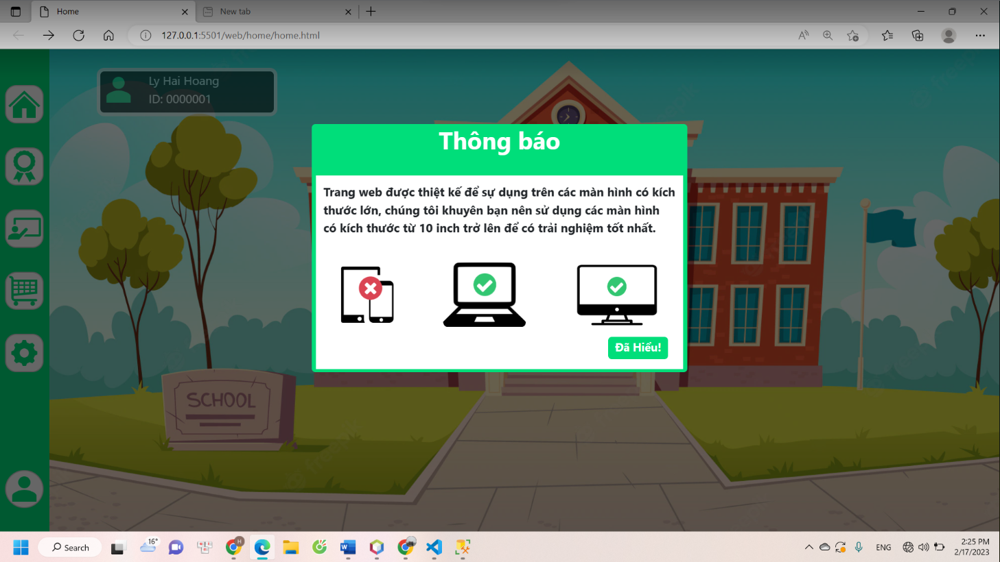 Home
New tab
127.0.0.1:5501/web/home/home.html
Ly Hai Hoang
ID: 0000001
Thông báo
Trang web được thiệt kế để sự dụng trên các màn hình có kích
thước lớn, chúng tôi khuyên bạn nên sử dụng các màn hình
có kích thước từ 10 inch trở lên để có trải nghiệm tốt nhất.
Đã Hiểu!
SCHOOL
Search
16°
ENG
2:25 PM
2/17/2023